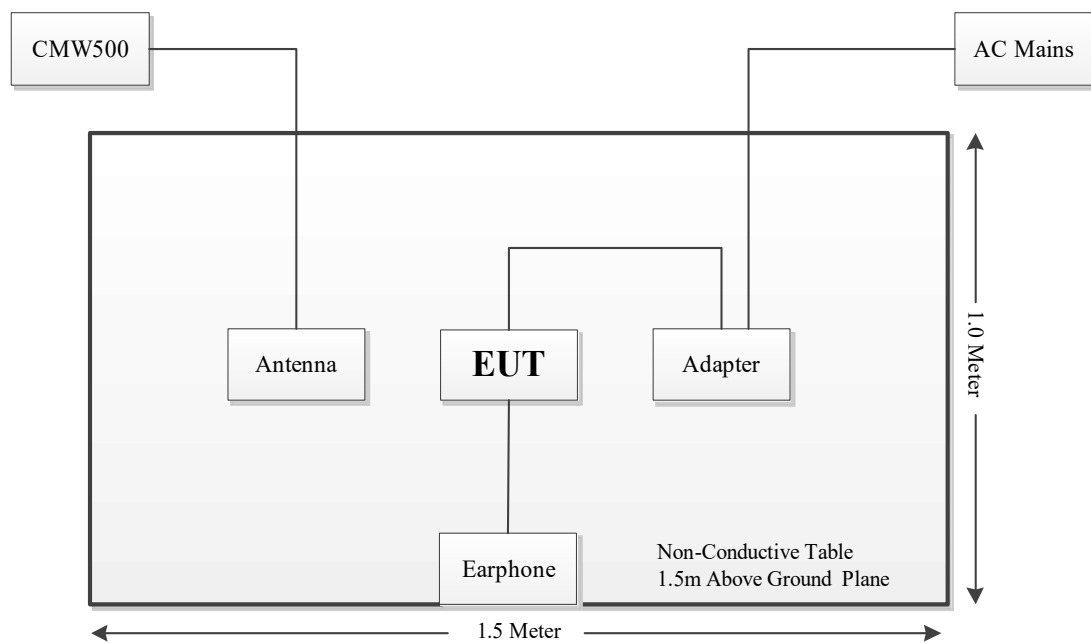 CMW500
AC Mains
Antenna
EUT
Adapter
1.0 Meter
Earphone
Non-Conductive Table
1.5m Above Ground Plane
1.5 Meter